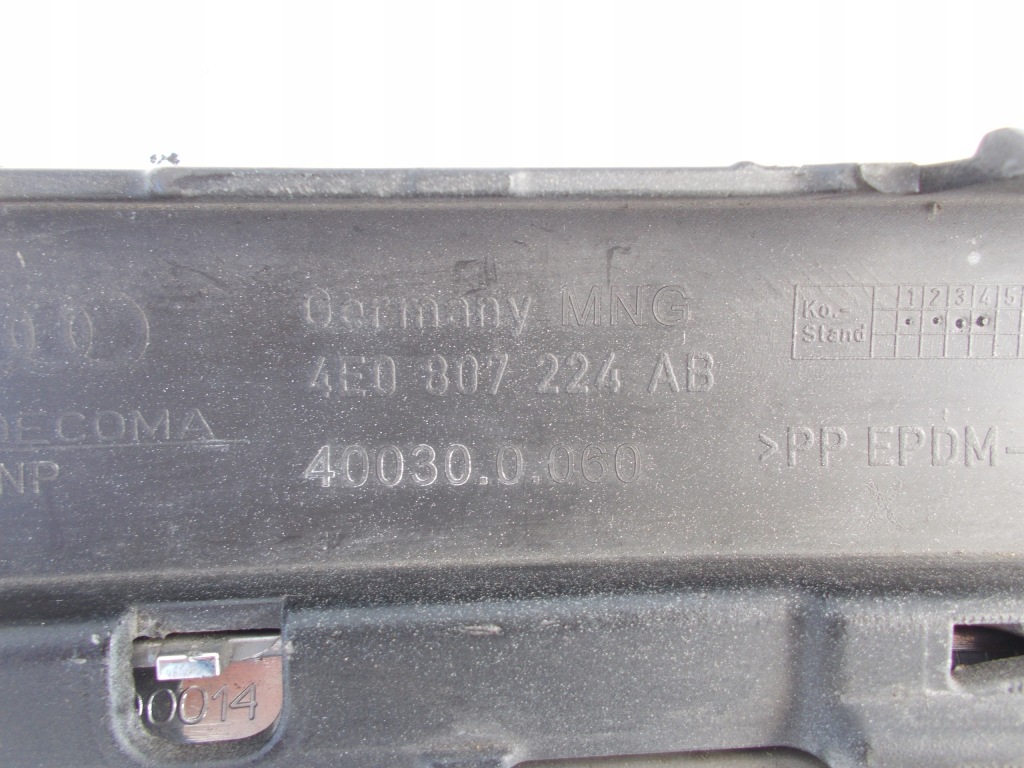 Germany MNG
4E0 807 224 AB
40030.0.060
DECOMA
NP
Ko.-
Stand
1 2 3 4 5
>PP EPDM-
00014